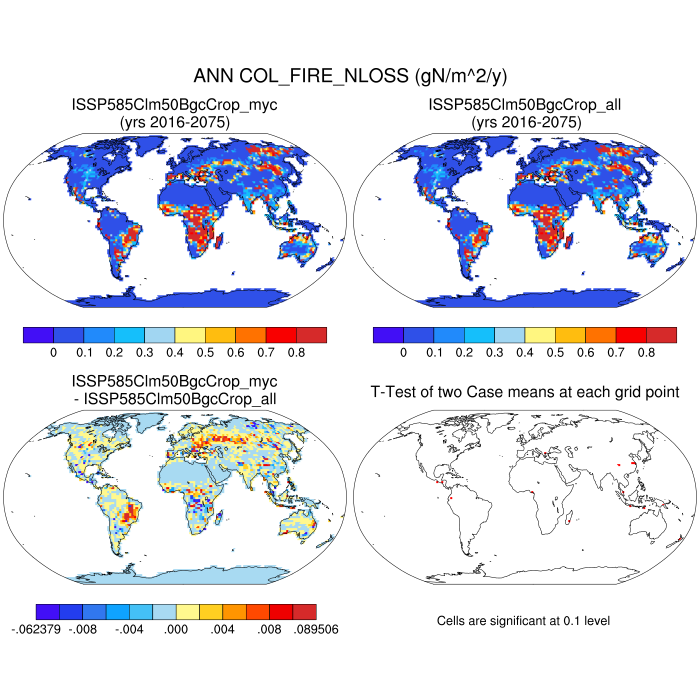 ANN COL_FIRE_NLOSS (gN/m^2/y)
ISSP585Clm50BgcCrop_myc
(yrs 2016-2075)
ISSP585Clm50BgcCrop_all
(yrs 2016-2075)
0 0.1 0.2 0.3 0.4 0.5 0.6 0.7 0.8
0 0.1 0.2 0.3 0.4 0.5 0.6 0.7 0.8
ISSP585Clm50BgcCrop_myc
- ISSP585Clm50BgcCrop_all
T-Test of two Case means at each grid point
-.062379 -.008 -.004 .000 .004 .008 .089506
Cells are significant at 0.1 level